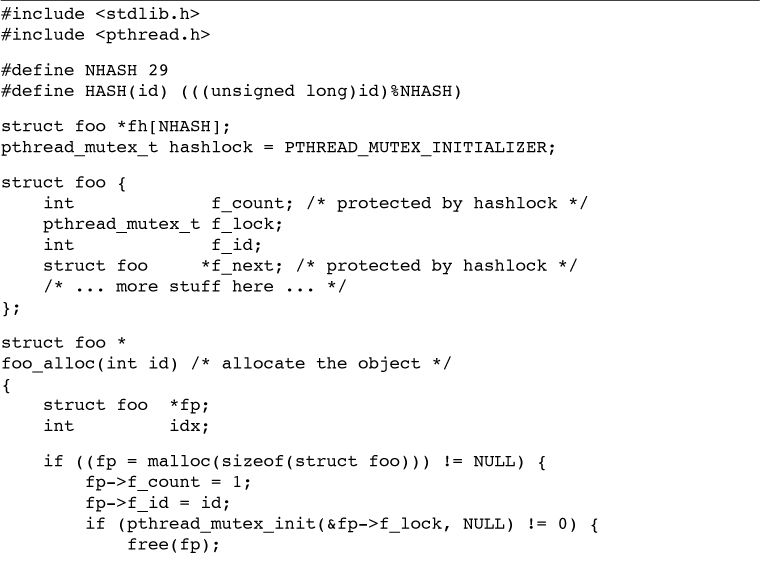 #include <stdlib.h>
#include <pthread.h>
#define NHASH 29
#define HASH(id) (((unsigned long)id)%NHASH)
struct foo *fh[NHASH];
pthread_mutex_t hashlock = PTHREAD_MUTEX_INITIALIZER;
struct foo {
    int             f_count; /* protected by hashlock */
    pthread_mutex_t f_lock;
    int             f_id;
    struct foo     *f_next; /* protected by hashlock */
    /* ... more stuff here ... */
};
struct foo *
foo_alloc(int id) /* allocate the object */
{
    struct foo  *fp;
    int         idx;
    if ((fp = malloc(sizeof(struct foo))) != NULL) {
        fp->f_count = 1;
        fp->f_id = id;
        if (pthread_mutex_init(&fp->f_lock, NULL) != 0) {
            free(fp);